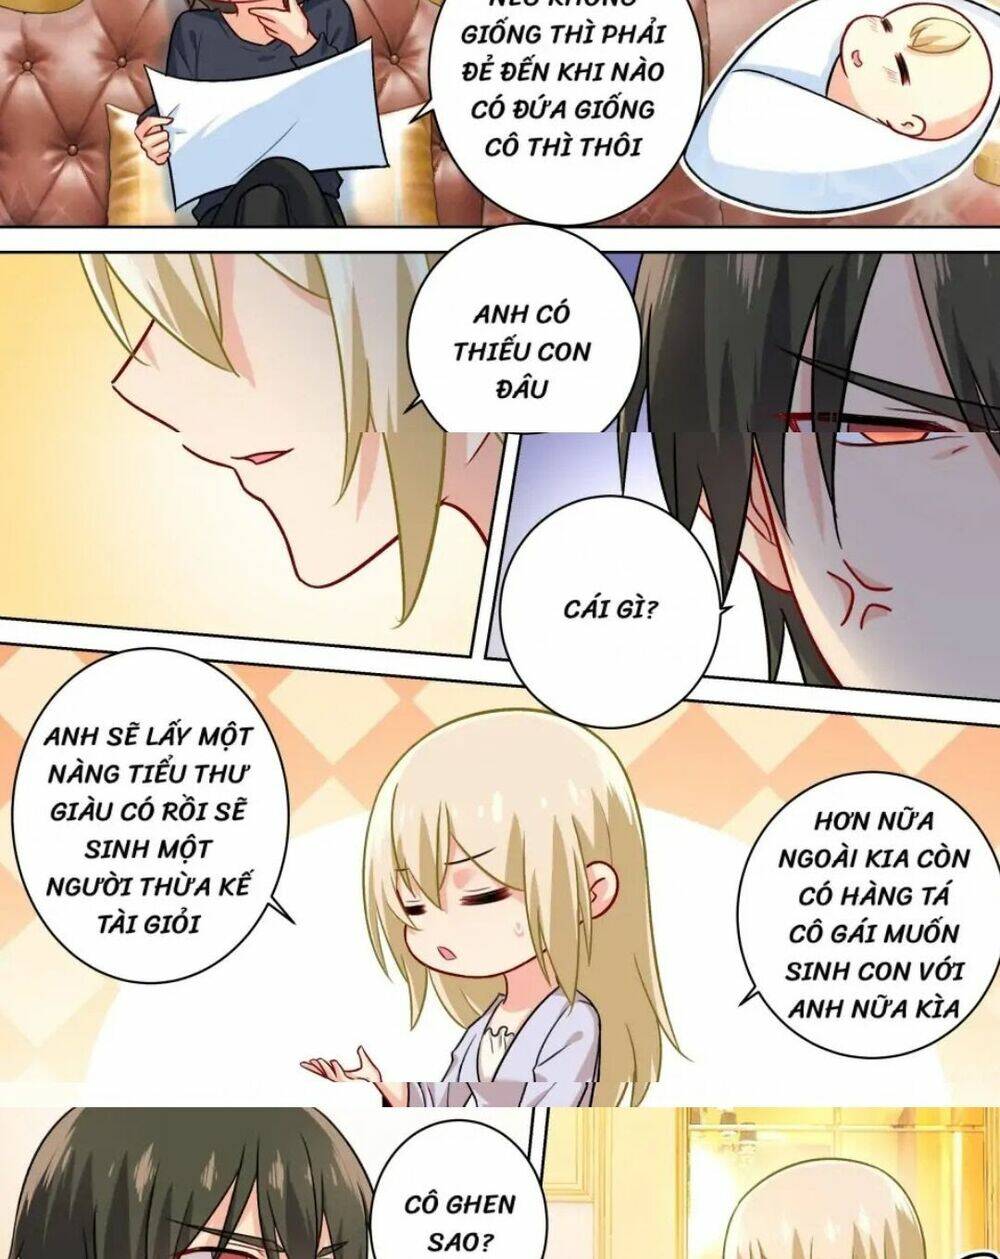 NẾU KHÔNG
GIỐNG THÌ PHẢI
ĐẺ ĐẾN KHI NÀO
CÓ ĐỨA GIỐNG
CÔ THÌ THÔI
ANH CÓ
THIẾU CON
ĐÂU
CÁI GÌ?
ANH SẼ LẤY MỘT
NÀNG TIỂU THƯ
GIÀU CÓ RỒI SẼ
SINH MỘT
NGƯỜI THỪA KẾ
TÀI GIỎI
HƠN NỮA
NGOÀI KIA CÒN
CÓ HÀNG TÁ
CÔ GÁI MUỐN
SINH CON VỚI
ANH NỮA KÌA
CÔ GHEN
SAO?